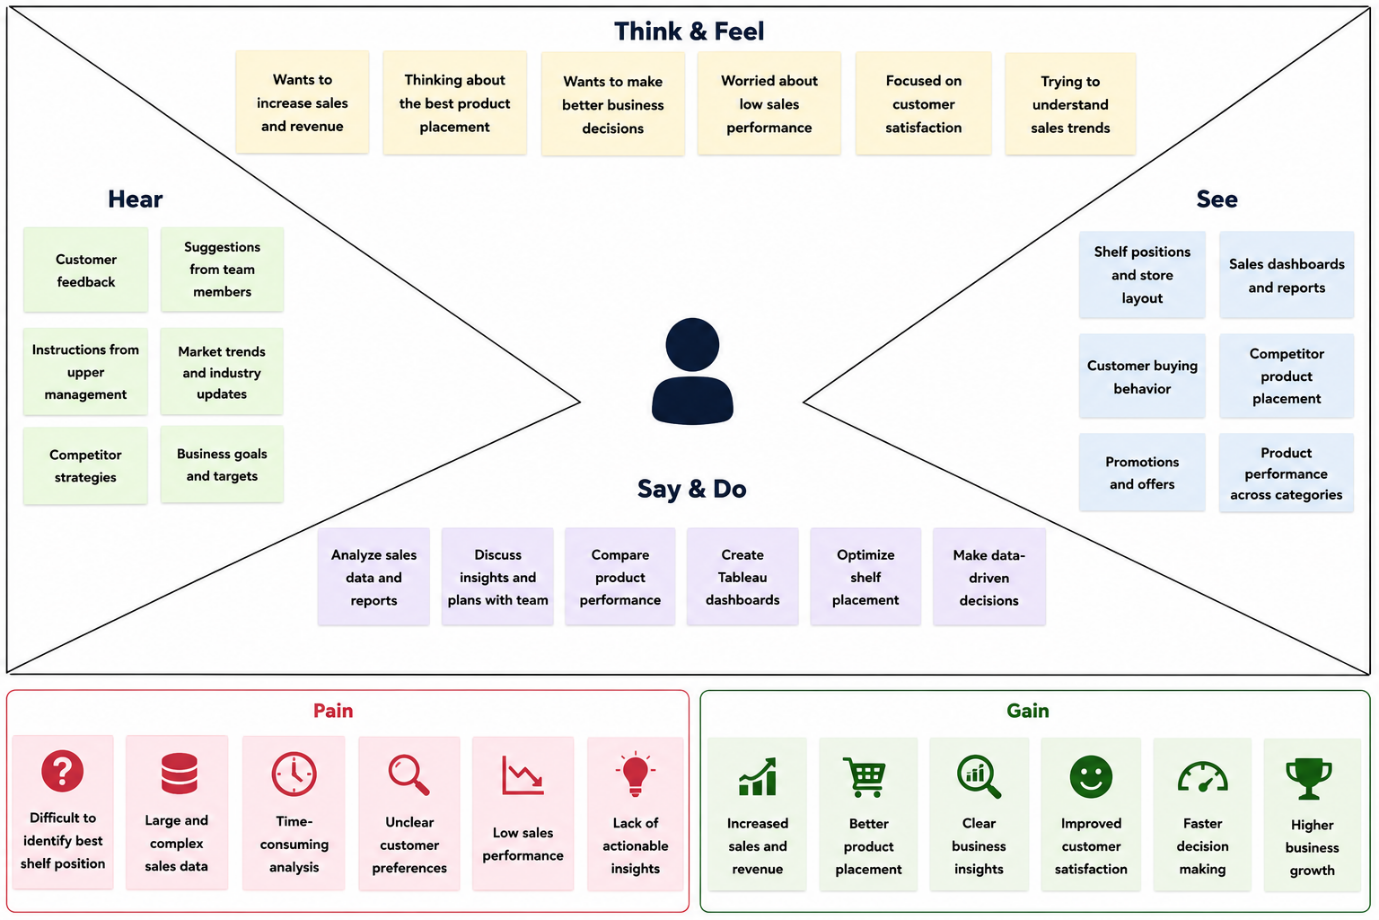 Think & Feel
Wants to
increase sales
and revenue
Thinking about
the best product
placement
Wants to make
better business
decisions
Worried about
low sales
performance
Focused on
customer
satisfaction
Trying to
understand
sales trends
Hear
Customer
feedback
Suggestions
from team
members
Instructions from
upper
management
Market trends
and industry
updates
Competitor
strategies
Business goals
and targets
See
Shelf positions
and store
layout
Sales dashboards
and reports
Customer buying
behavior
Competitor
product
placement
Promotions
and offers
Product
performance
across categories
Say & Do
Analyze sales
data and
reports
Discuss
insights and
plans with team
Compare
product
performance
Create
Tableau
dashboards
Optimize
shelf
placement
Make data-
driven
decisions
Pain
?
Difficult to
identify best
shelf position
Large and
complex
sales data
Time-
consuming
analysis
Unclear
customer
preferences
Low sales
performance
Lack of
actionable
insights
Gain
Increased
sales and
revenue
Better
product
placement
Clear
business
insights
Improved
customer
satisfaction
Faster
decision
making
Higher
business
growth